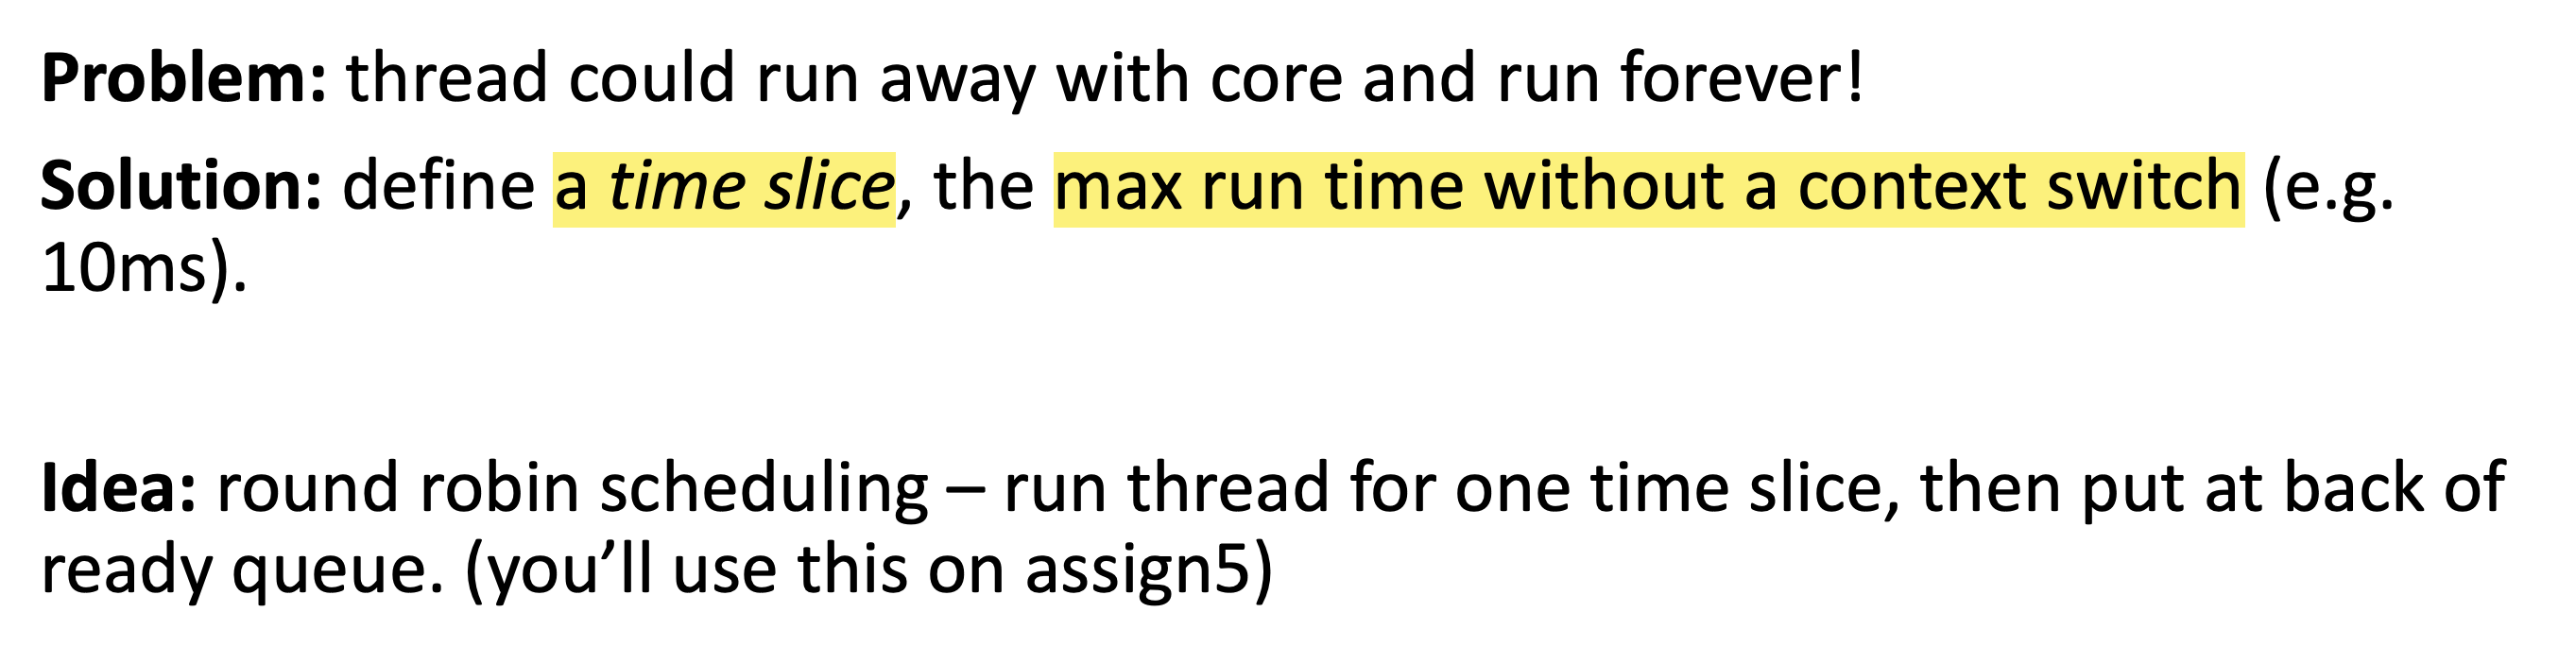 Problem: thread could run away with core and run forever!
Solution: define a time slice, the max run time without a context switch (e.g.
10ms).
Idea: round robin scheduling – run thread for one time slice, then put at back of
ready queue. (you’ll use this on assign5)